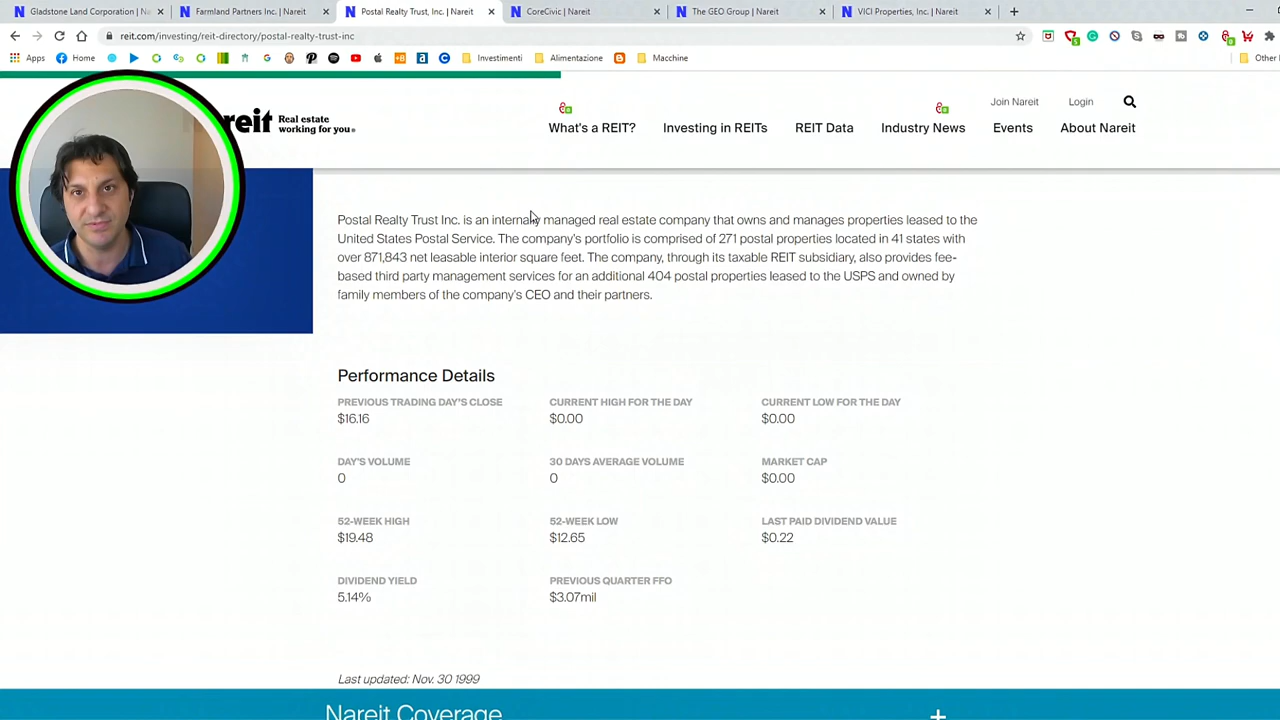 Gladstone Land Corporation | Na
Farmland Partners Inc. | Nareit
Postal Realty Trust, Inc. | Nareit
CoreCivic | Nareit
The GEO Group | Nareit
VICI Properties, Inc. | Nareit
reit.com/investing/reit-directory/postal-realty-trust-inc
Apps
Home
Investimenti
Alimentazione
Macchine
Other
Join Nareit
Login
reit
Real estate
working for you®
What's a REIT?
Investing in REITs
REIT Data
Industry News
Events
About Nareit
Postal Realty Trust Inc. is an internally managed real estate company that owns and manages properties leased to the
United States Postal Service. The company's portfolio is comprised of 271 postal properties located in 41 states with
over 871,843 net leasable interior square feet. The company, through its taxable REIT subsidiary, also provides fee-
based third party management services for an additional 404 postal properties leased to the USPS and owned by
family members of the company's CEO and their partners.
Performance Details
PREVIOUS TRADING DAY'S CLOSE
$16.16
CURRENT HIGH FOR THE DAY
$0.00
CURRENT LOW FOR THE DAY
$0.00
DAY'S VOLUME
0
30 DAYS AVERAGE VOLUME
0
MARKET CAP
$0.00
52-WEEK HIGH
$19.48
52-WEEK LOW
$12.65
LAST PAID DIVIDEND VALUE
$0.22
DIVIDEND YIELD
5.14%
PREVIOUS QUARTER FFO
$3.07mil
Last updated: Nov. 30 1999
Nareit Coverage